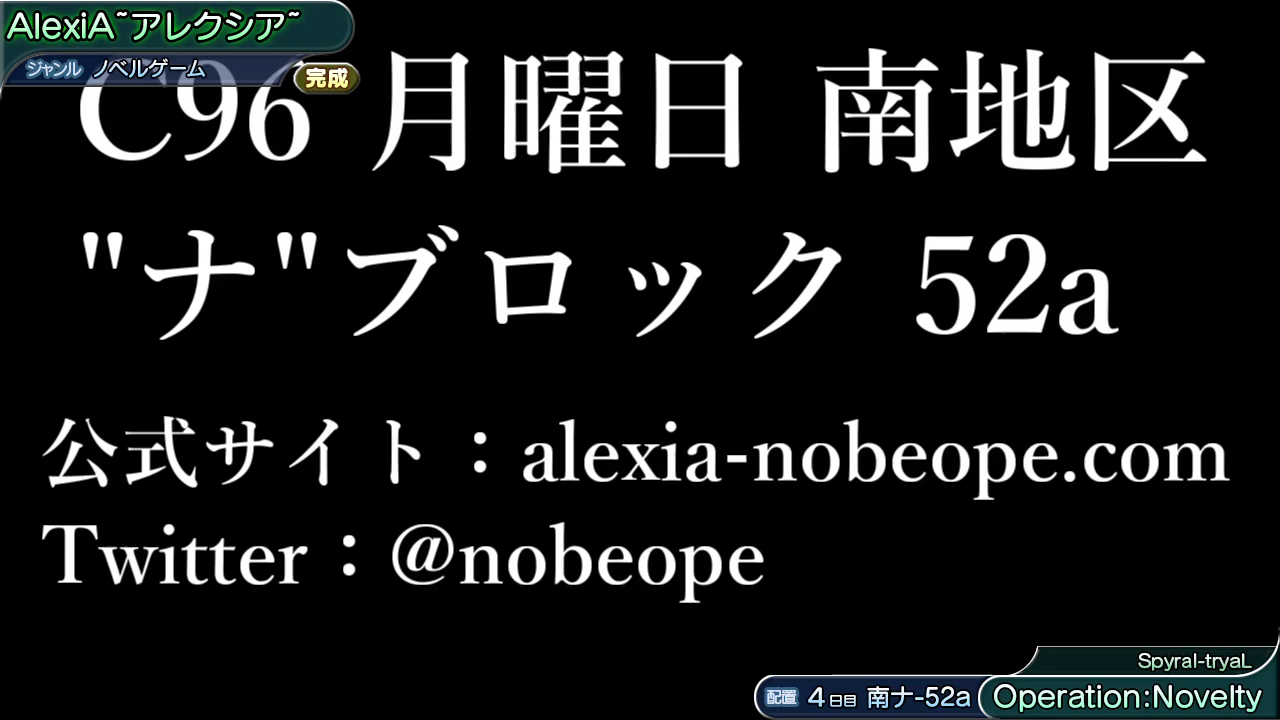 AlexiA~アレクシア~
ジャンル ノベルゲーム
完成
C96 月曜日 南地区
"ナ"ブロック 52a
公式サイト：alexia-nobeope.com
Twitter：@nobeope
Spyral-tryaL
配置 4日目 南ナ-52a
Operation:Novelty